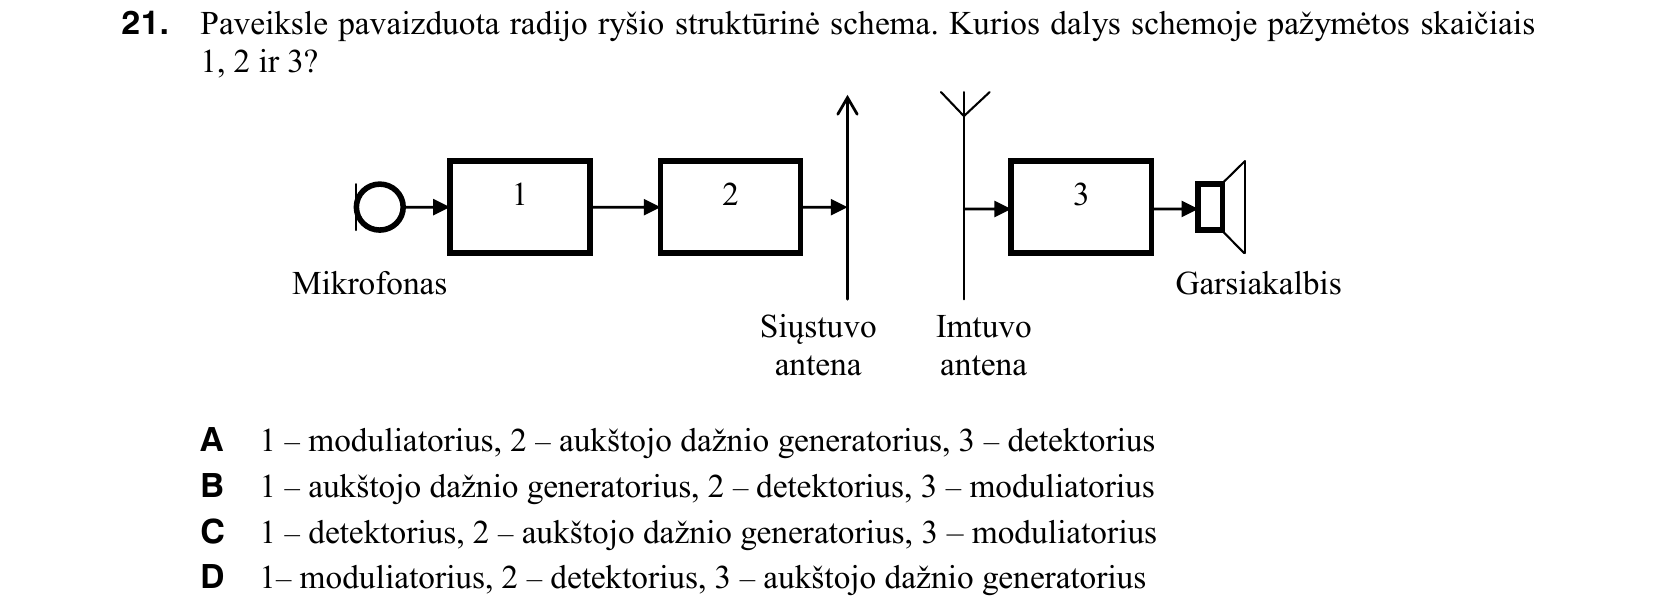 21. Paveiksle pavaizduota radijo ryšio struktūrinė schema. Kurios dalys schemoje pažymėtos skaičiais
1, 2 ir 3?
1 2 3
Mikrofonas Garsiakalbis
Siųstuvo Imtuvo
antena antena
A 1 – moduliatorius, 2 – aukštojo dažnio generatorius, 3 – detektorius
B 1 – aukštojo dažnio generatorius, 2 – detektorius, 3 – moduliatorius
C 1 – detektorius, 2 – aukštojo dažnio generatorius, 3 – moduliatorius
D 1– moduliatorius, 2 – detektorius, 3 – aukštojo dažnio generatorius